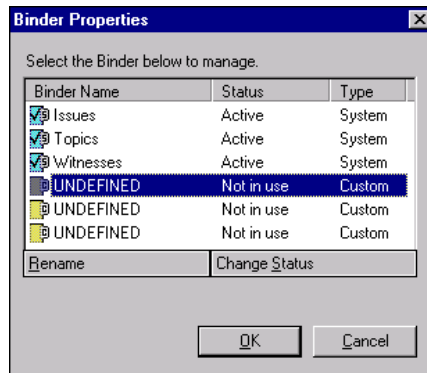 Binder Properties
Select the Binder below to manage.
Binder Name Status Type
Issues Active System
Topics Active System
Witnesses Active System
UNDEFINED Not in use Custom
UNDEFINED Not in use Custom
UNDEFINED Not in use Custom
Rename Change Status
OK Cancel